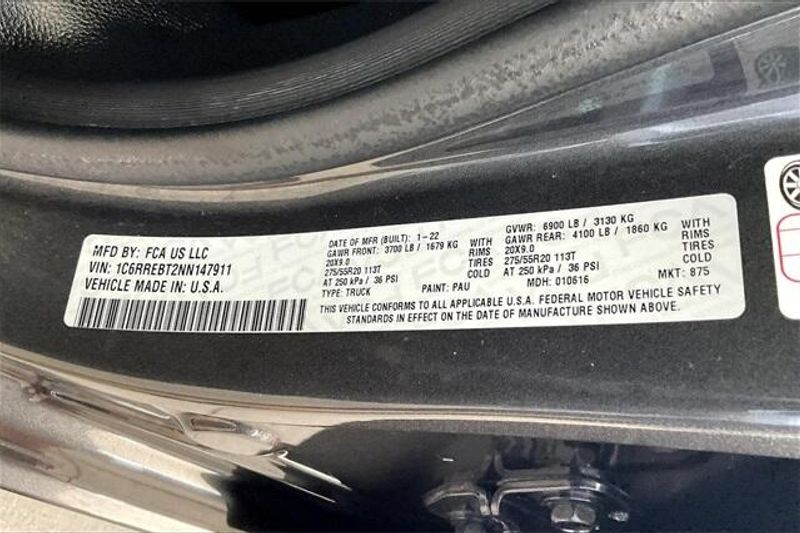 MFD BY: FCA US LLC
VIN: 1C6RREBT2NN147911
VEHICLE MADE IN: U.S.A.
DATE OF MFR (BUILT): 1-22 GVWR: 6900 LB / 3130 KG
GAWR FRONT: 3700 LB / 1679 KG WITH GAWR REAR: 4100 LB / 1860 KG WITH
20X9.0 RIMS 20X9.0 RIMS
275/55R20 113T TIRES 275/55R20 113T TIRES
AT 250 kPa / 36 PSI COLD AT 250 kPa / 36 PSI COLD
TYPE: TRUCK PAINT: PAU MDH: 010616 MKT: 875
THIS VEHICLE CONFORMS TO ALL APPLICABLE U.S.A. FEDERAL MOTOR VEHICLE SAFETY
STANDARDS IN EFFECT ON THE DATE OF MANUFACTURE SHOWN ABOVE.